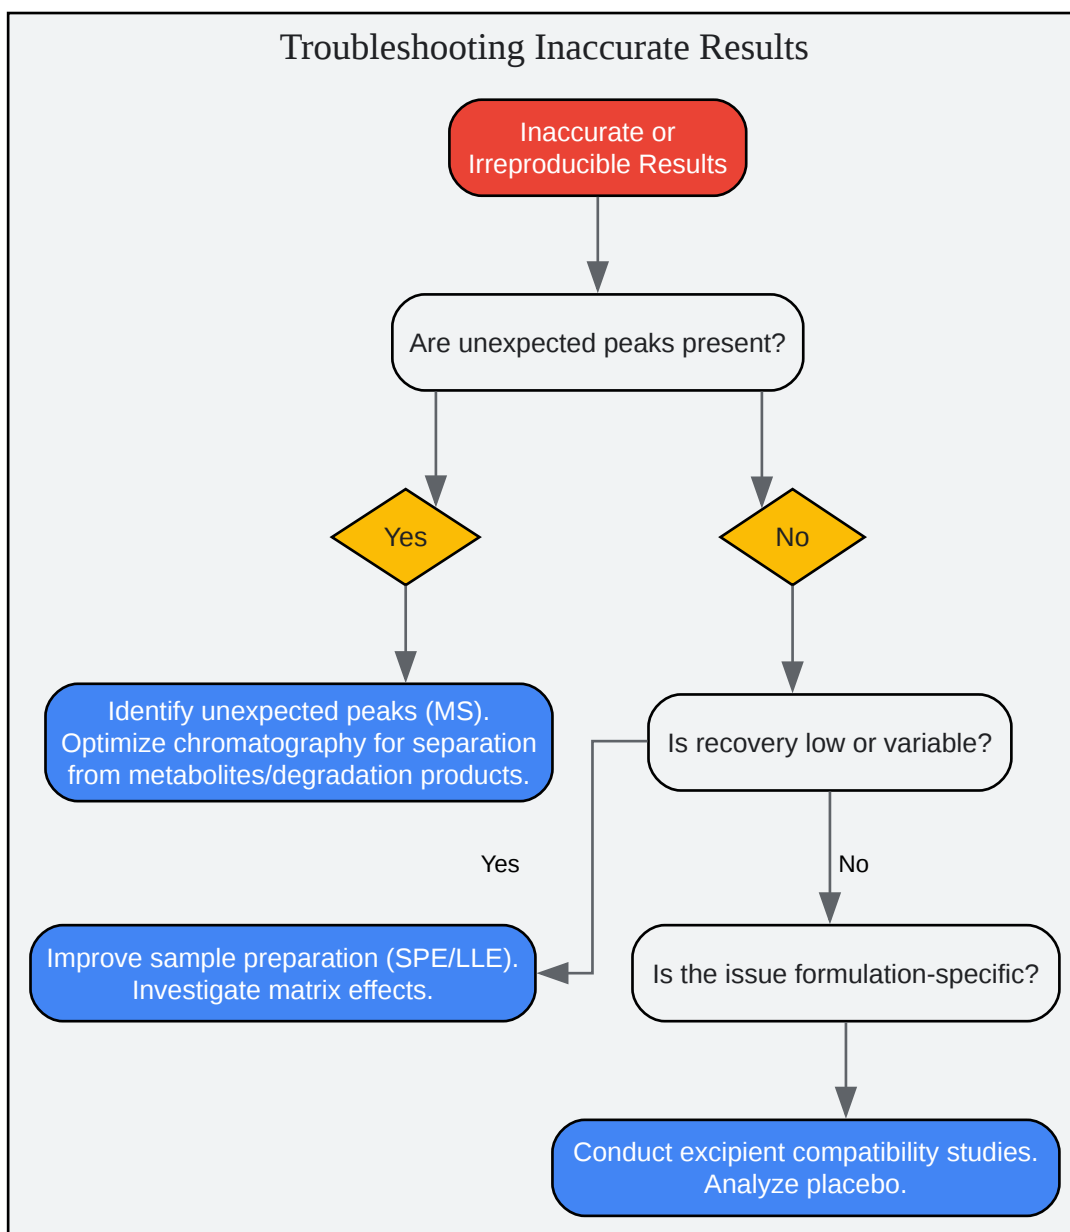 Troubleshooting Inaccurate Results
Inaccurate or
Irreproducible Results
Are unexpected peaks present?
Yes
No
Identify unexpected peaks (MS).
Optimize chromatography for separation
from metabolites/degradation products.
Is recovery low or variable?
Yes
No
Improve sample preparation (SPE/LLE).
Investigate matrix effects.
Is the issue formulation-specific?
Conduct excipient compatibility studies.
Analyze placebo.